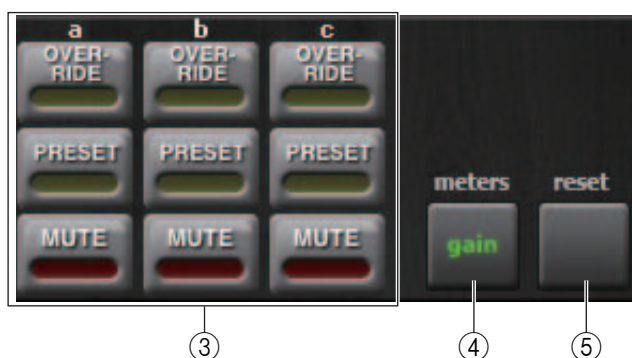 a b c
OVER-
RIDE
OVER-
RIDE
OVER-
RIDE
PRESET PRESET PRESET
meters reset
MUTE MUTE MUTE
gain
③ ④ ⑤